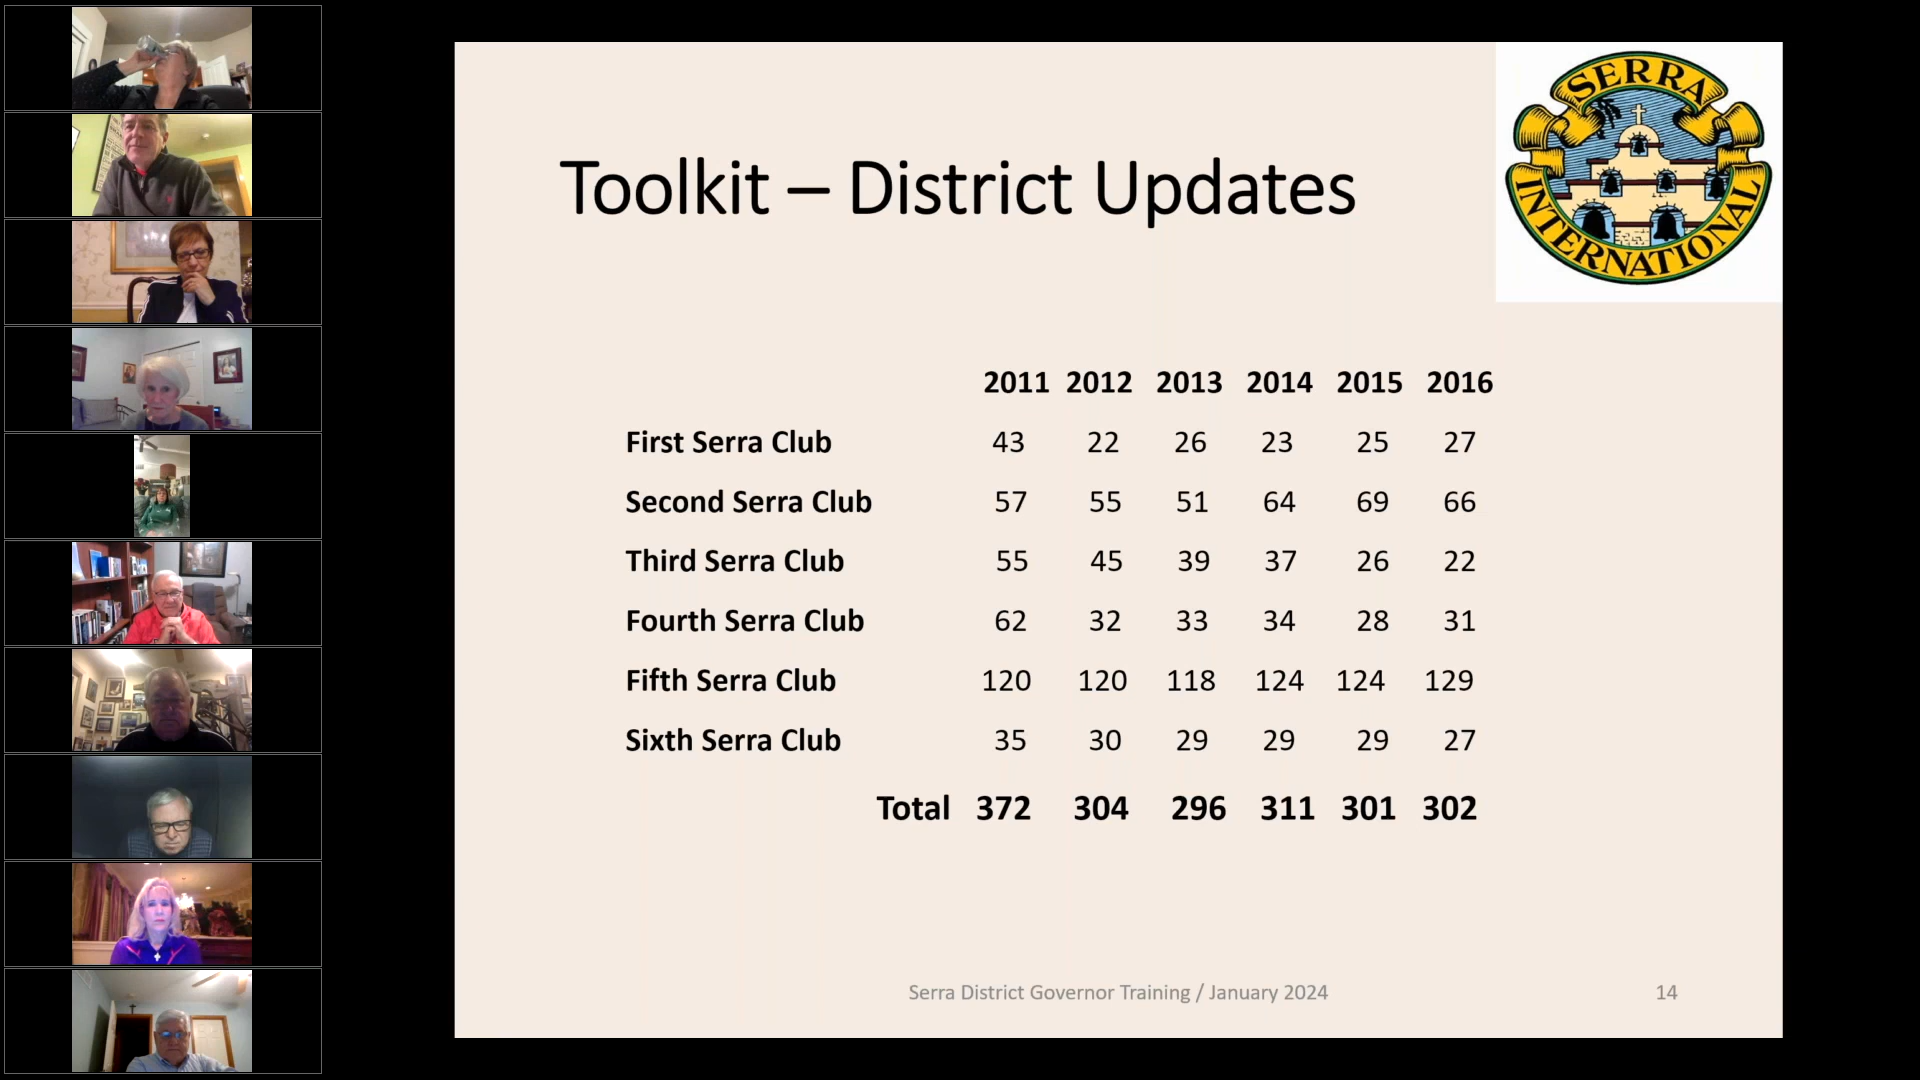 SERRA
INTERNATIONAL
Toolkit – District Updates
2011 2012 2013 2014 2015 2016
First Serra Club 43 22 26 23 25 27
Second Serra Club 57 55 51 64 69 66
Third Serra Club 55 45 39 37 26 22
Fourth Serra Club 62 32 33 34 28 31
Fifth Serra Club 120 120 118 124 124 129
Sixth Serra Club 35 30 29 29 29 27
Total 372 304 296 311 301 302
Serra District Governor Training / January 2024 14